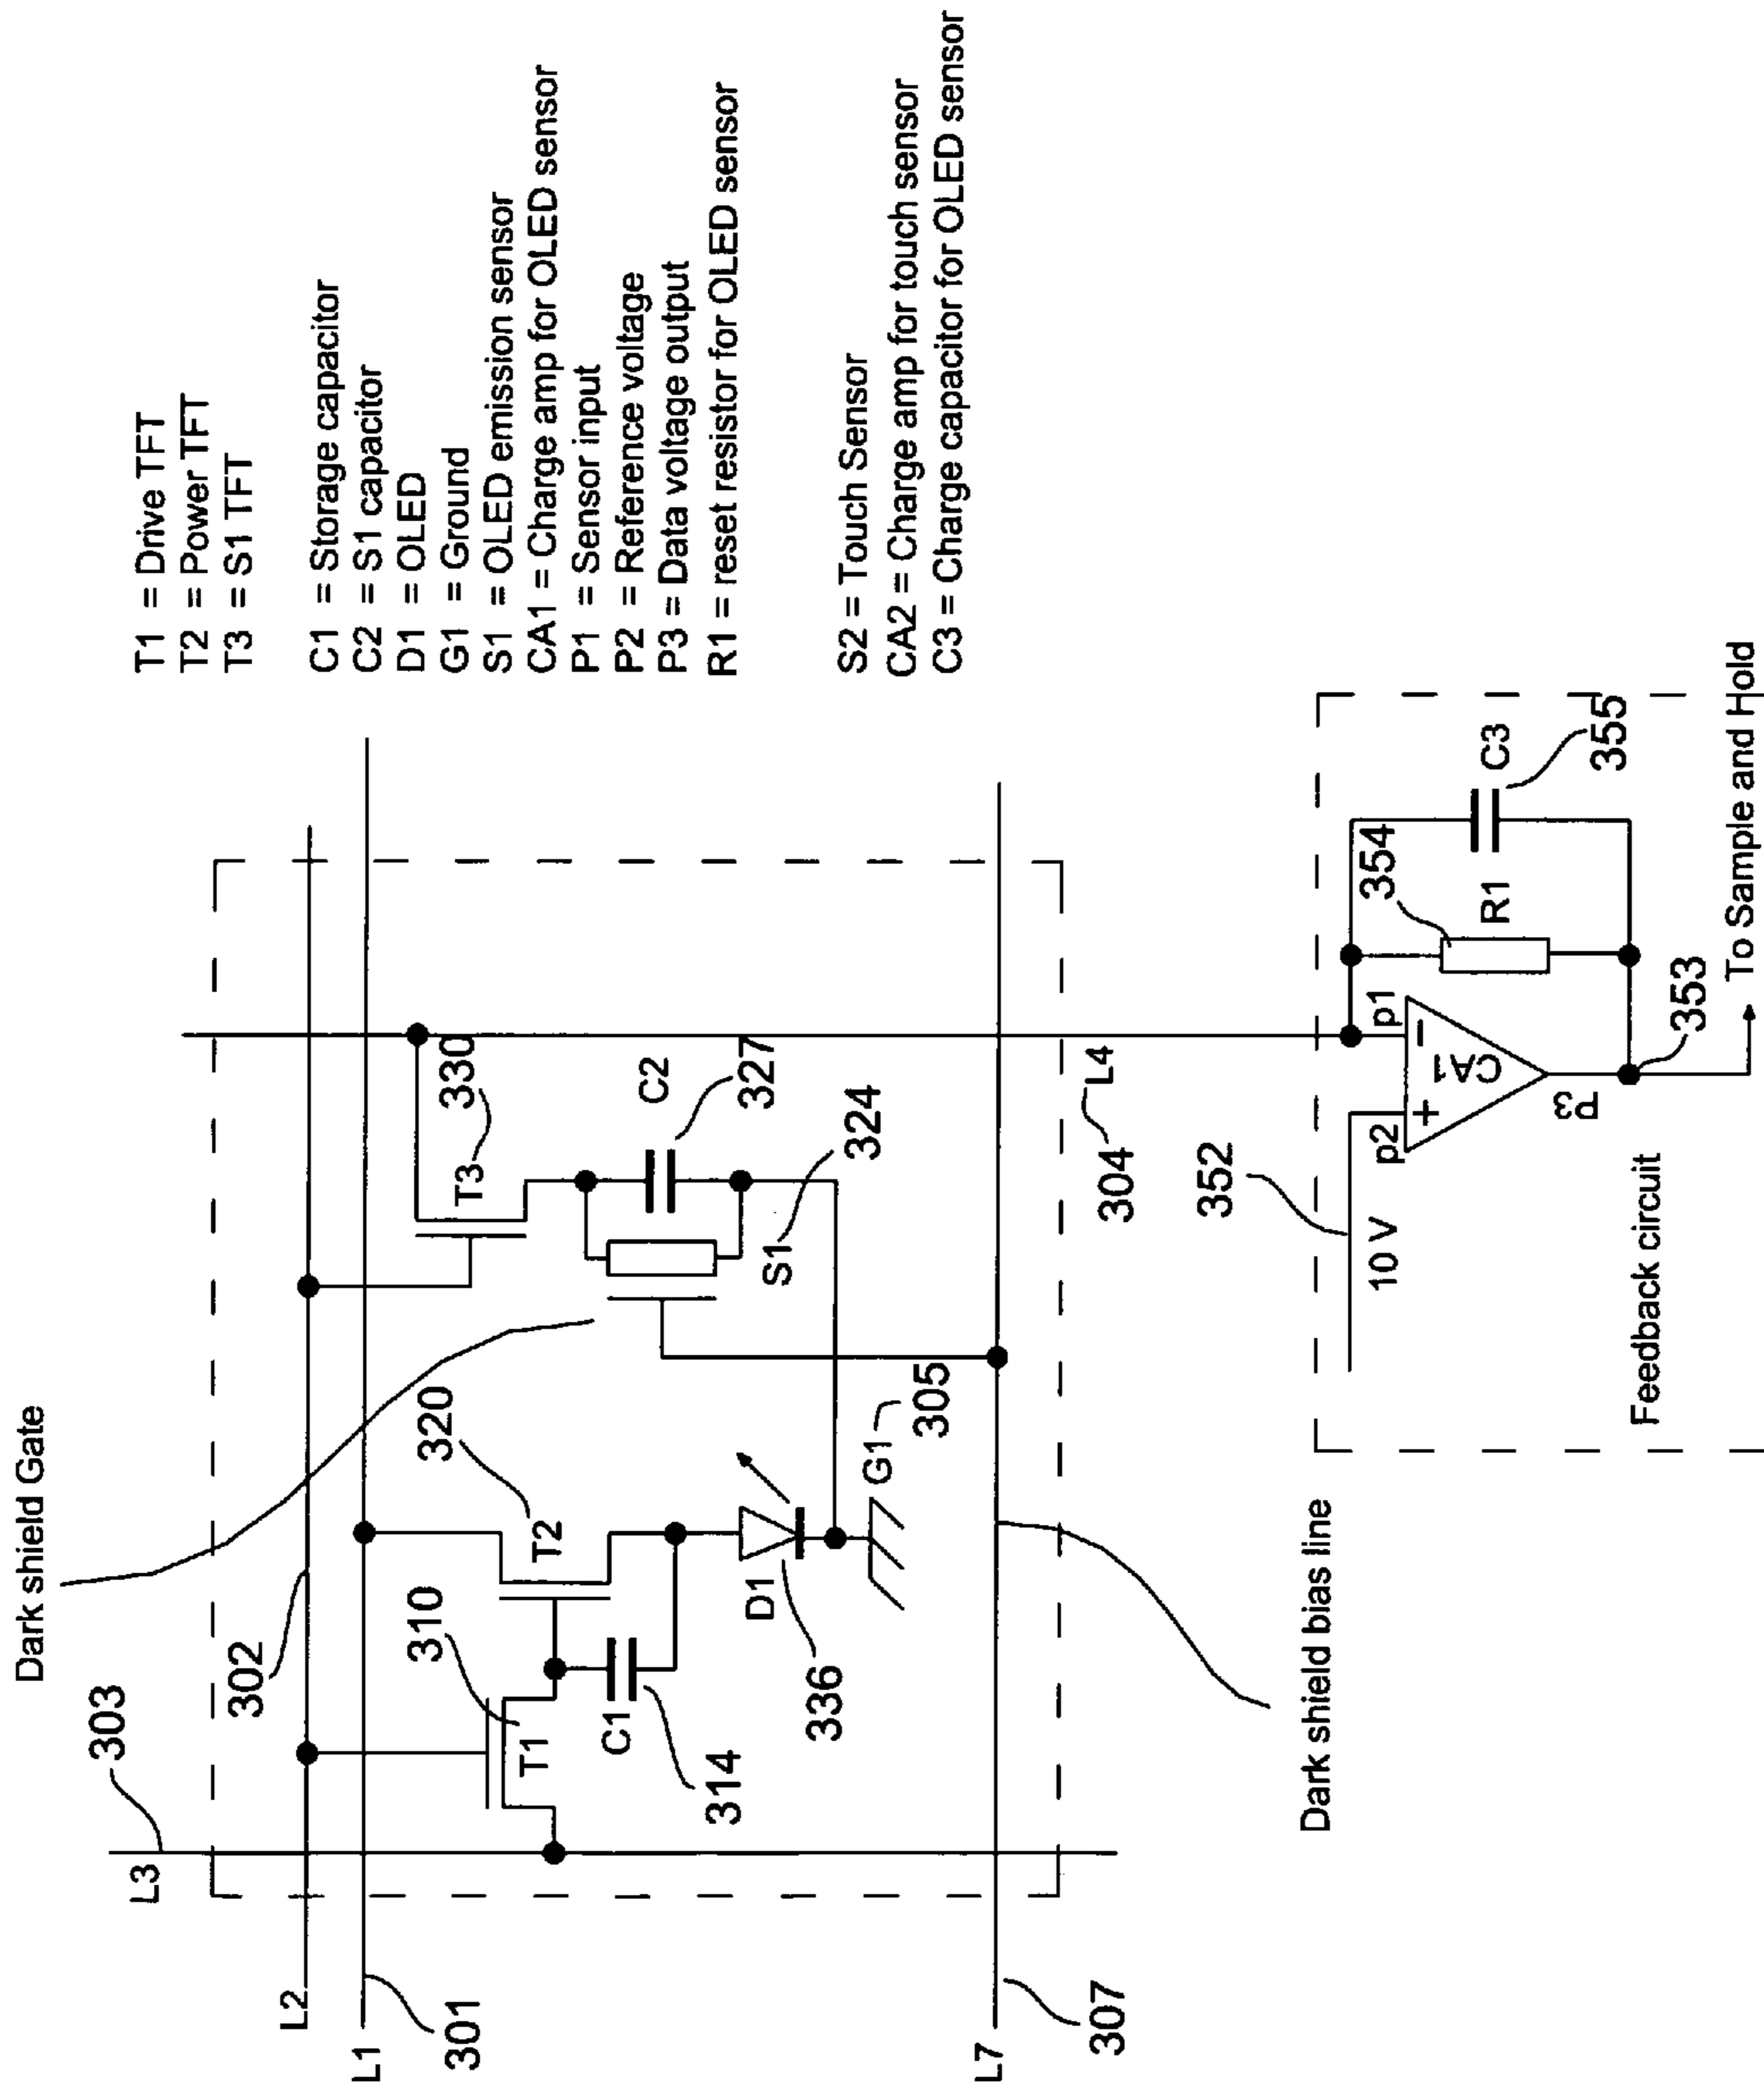 T1 = Drive TFT
T2 = Power TFT
T3 = S1 TFT
C1 = Storage capacitor
C2 = S1 capacitor
D1 = OLED
G1 = Ground
S1 = OLED emission sensor
CA1 = Charge amp for OLED sensor
P1 = Sensor input
P2 = Reference voltage
P3 = Data voltage output
R1 = reset resistor for OLED sensor
S2 = Touch Sensor
CA2 = Charge amp for touch sensor
C3 = Charge capacitor for OLED sensor
Dark shield Gate
303
L3
302
L2
L1
301
310
T1
C1
314
320
T2
D1
336
G1
305
T3
330
C2
327
S1
324
L7
307
L4
304
Dark shield bias line
352
10 V
p2
p1
+
−
CA1
P3
353
354
R1
C3
355
Feedback circuit
To Sample and Hold